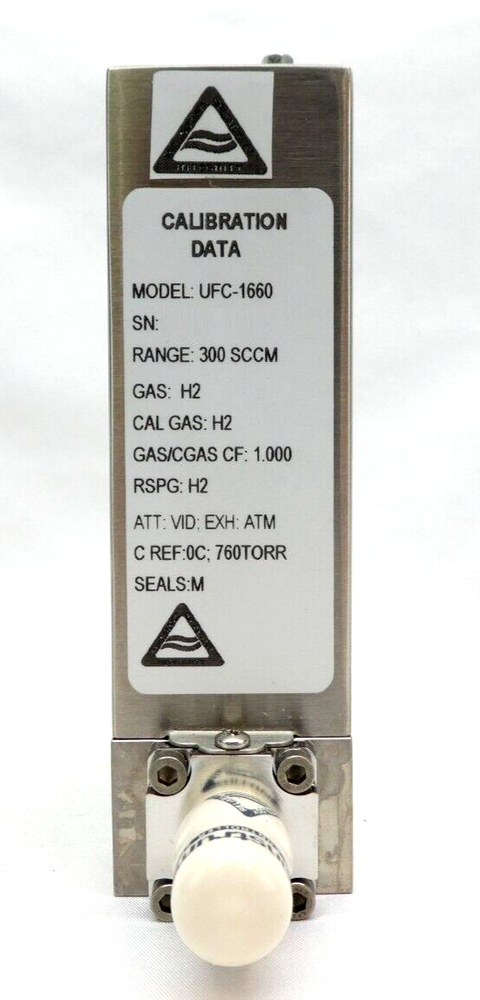 CALIBRATION
DATA
MODEL: UFC-1660
SN:
RANGE: 300 SCCM
GAS: H2
CAL GAS: H2
GAS/CGAS CF: 1.000
RSPG: H2
ATT: VID; EXH: ATM
C REF:0C; 760TORR
SEALS:M